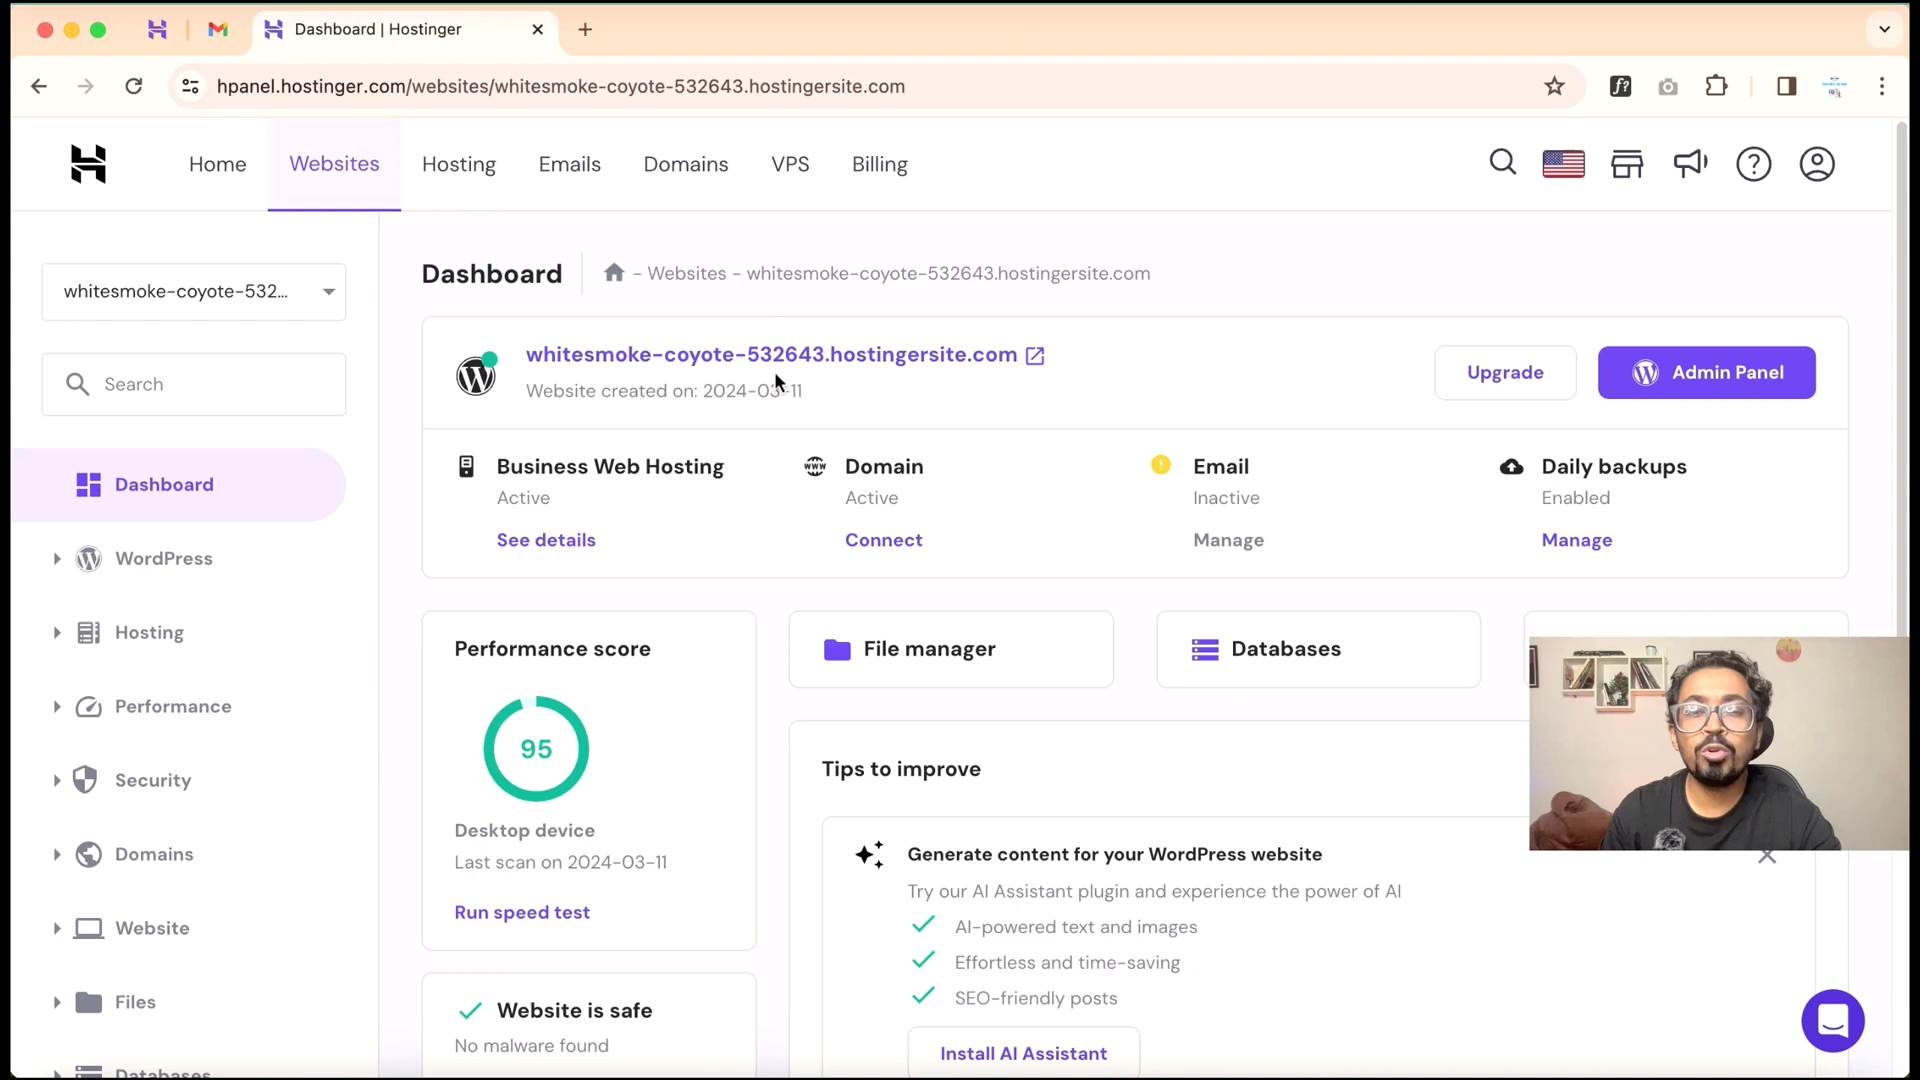 Dashboard | Hostinger
hpanel.hostinger.com/websites/whitesmoke-coyote-532643.hostingersite.com
Home
Websites
Hosting
Emails
Domains
VPS
Billing
whitesmoke-coyote-532...
Search
Dashboard
WordPress
Hosting
Performance
Security
Domains
Website
Files
Databases
Dashboard
- Websites - whitesmoke-coyote-532643.hostingersite.com
whitesmoke-coyote-532643.hostingersite.com
Website created on: 2024-03-11
Upgrade
Admin Panel
Business Web Hosting
Active
See details
WWW
Domain
Active
Connect
Email
Inactive
Manage
Daily backups
Enabled
Manage
Performance score
95
Desktop device
Last scan on 2024-03-11
Run speed test
Website is safe
No malware found
File manager
Databases
Tips to improve
Generate content for your WordPress website
Try our AI Assistant plugin and experience the power of AI
AI-powered text and images
Effortless and time-saving
SEO-friendly posts
Install AI Assistant